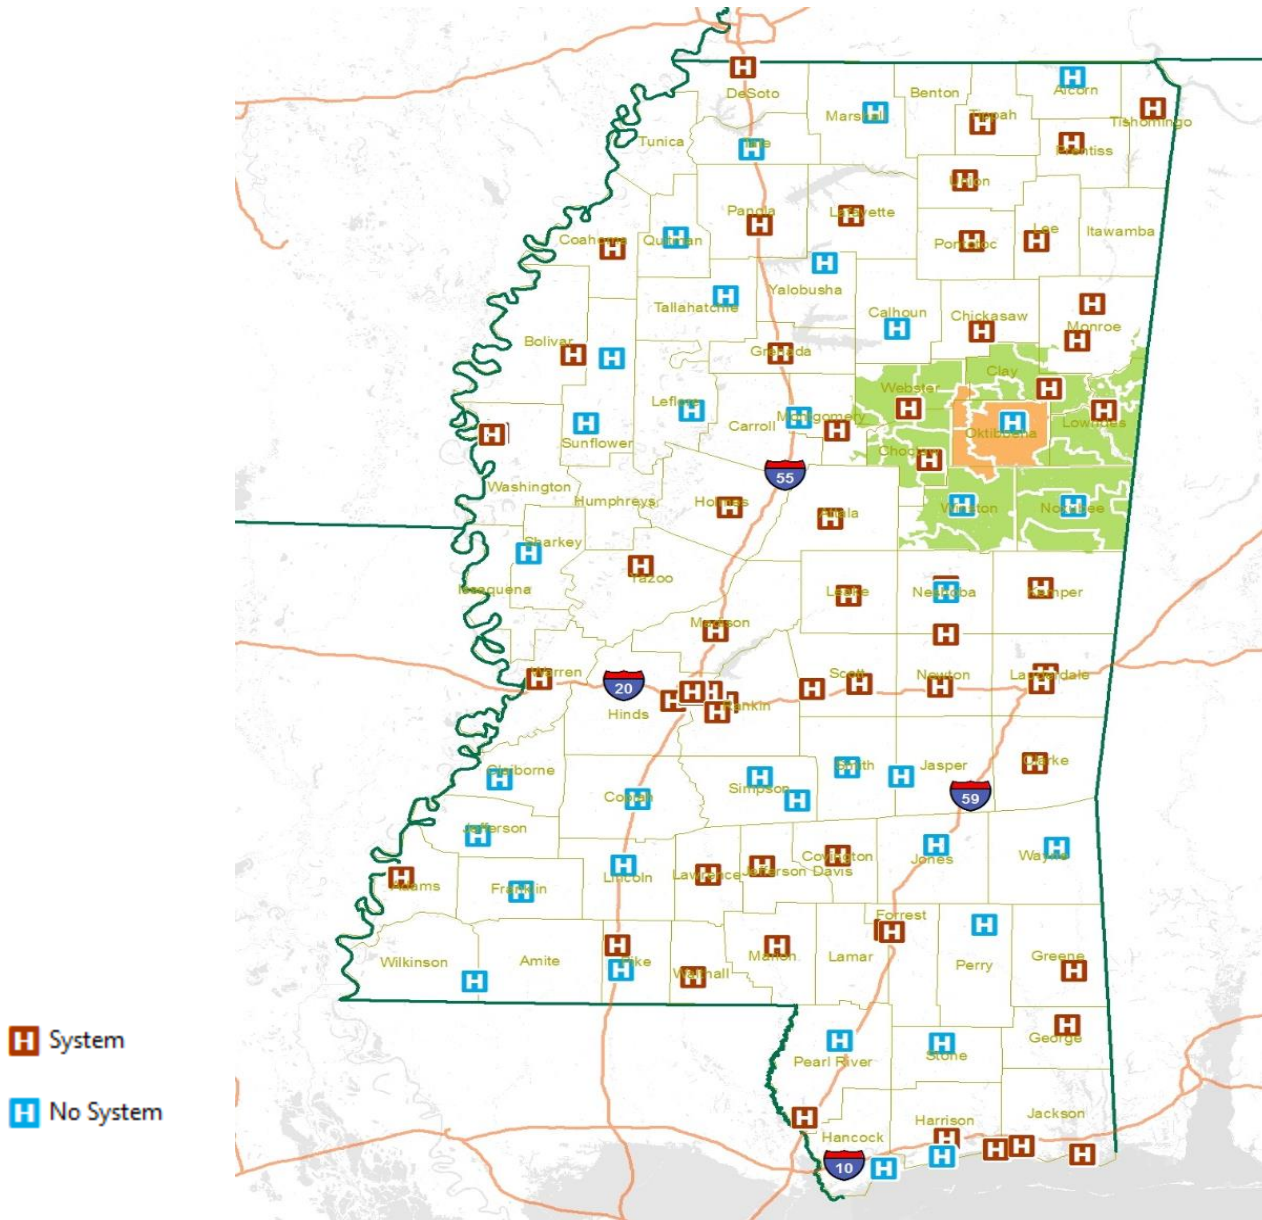 DeSoto
Benton
Alcorn
Marshall
Tippah
Tishomingo
Tunica
Tate
Prentiss
Union
Panola
Lafayette
Lee
Itawamba
Coahoma
Quitman
Pontotoc
Yalobusha
Tallahatchie
Calhoun
Chickasaw
Monroe
Bolivar
Grenada
Clay
Webster
Leflore
Montgomery
Lowndes
Carroll
Oktibbeha
Sunflower
Choctaw
55
Washington
Humphreys
Holmes
Attala
Winston
Noxubee
Sharkey
Yazoo
Issaquena
Leake
Neshoba
Kemper
Madison
Warren
Scott
Newton
Lauderdale
20
Rankin
Hinds
Claiborne
Smith
Jasper
Clarke
Simpson
Copiah
59
Jefferson
Covington
Jones
Wayne
Lincoln
Lawrence
Jefferson Davis
Adams
Franklin
Forrest
Wilkinson
Amite
Pike
Walthall
Marion
Lamar
Perry
Greene
H System
George
Stone
Pearl River
H No System
Harrison
Jackson
Hancock
10